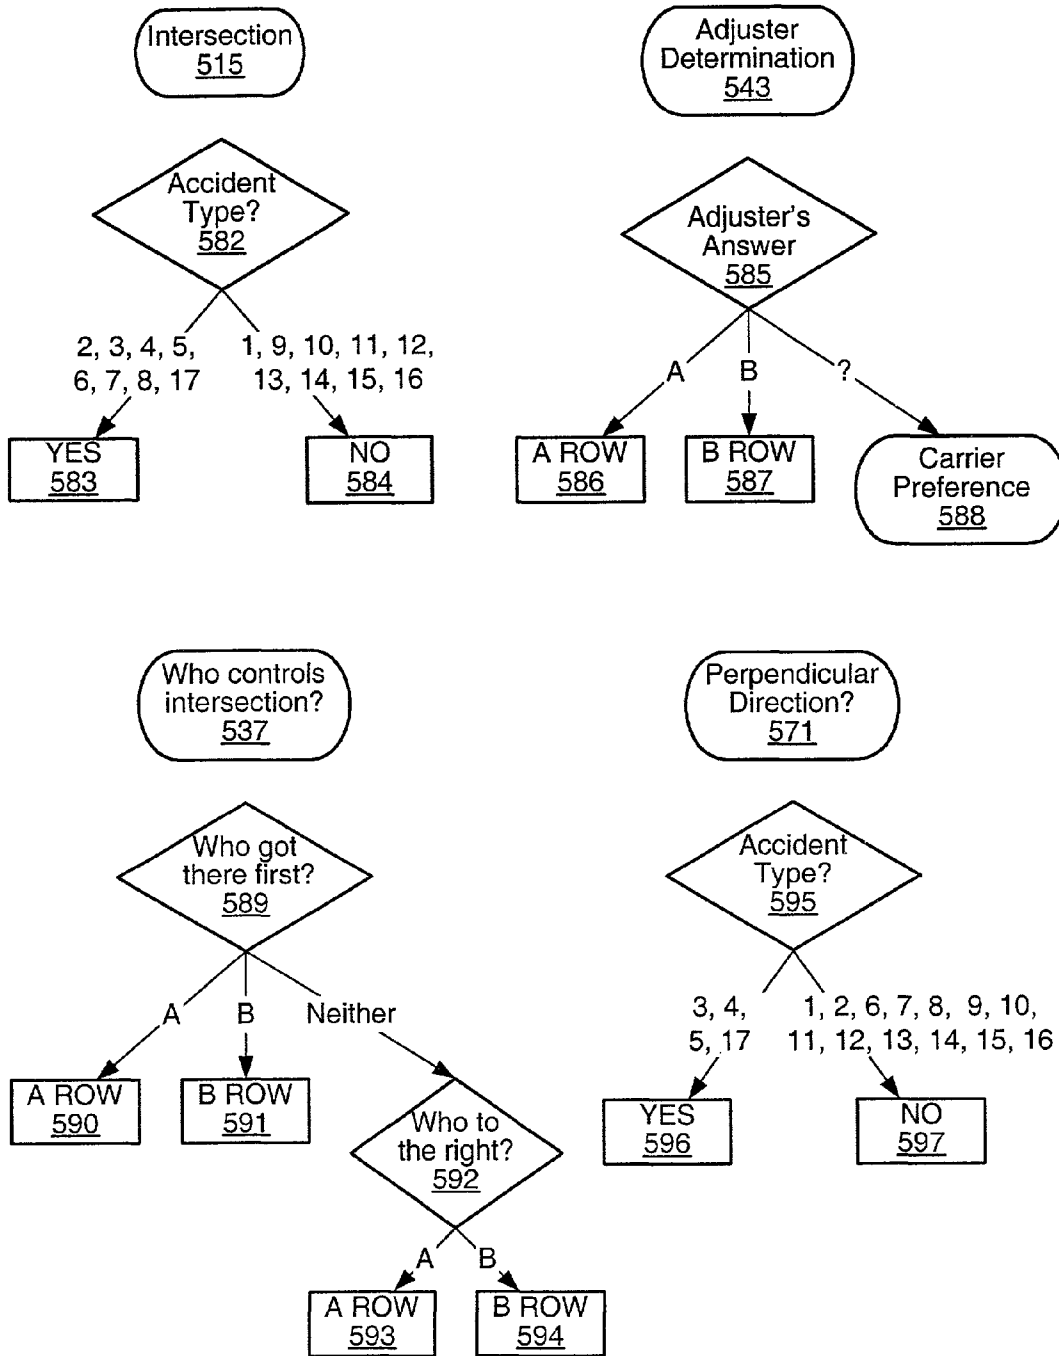 Intersection
515
Accident
Type?
582
2, 3, 4, 5,
6, 7, 8, 17
1, 9, 10, 11, 12,
13, 14, 15, 16
YES
583
NO
584
Adjuster
Determination
543
Adjuster's
Answer
585
A
B
?
A ROW
586
B ROW
587
Carrier
Preference
588
Who controls
intersection?
537
Who got
there first?
589
A
B
Neither
A ROW
590
B ROW
591
Who to
the right?
592
A
B
A ROW
593
B ROW
594
Perpendicular
Direction?
571
Accident
Type?
595
3, 4,
5, 17
1, 2, 6, 7, 8, 9, 10,
11, 12, 13, 14, 15, 16
YES
596
NO
597